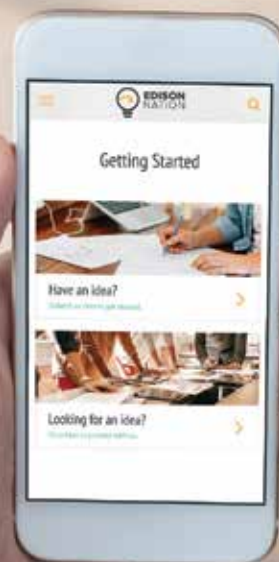 EDISON
NATION
Getting Started
Have an idea?
Looking for an idea?